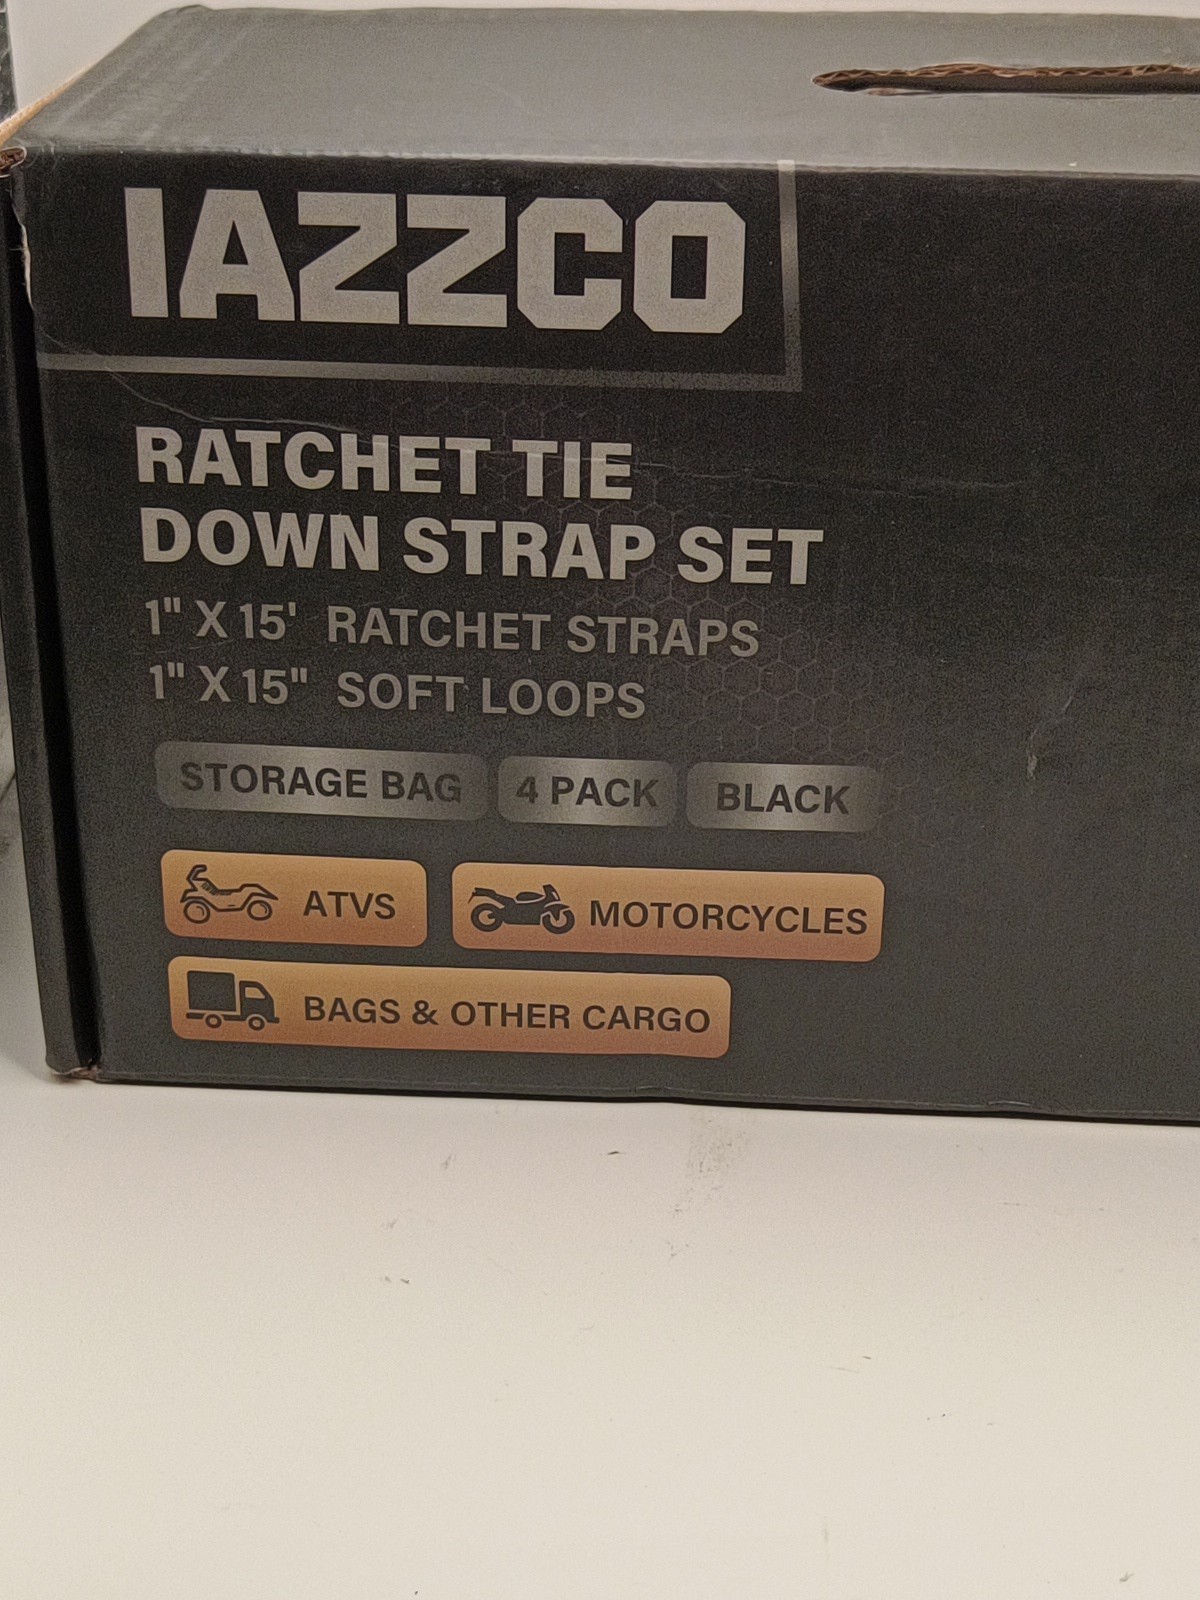 IAZZCO
RATCHET TIE
DOWN STRAP SET
1" X 15' RATCHET STRAPS
1" X 15" SOFT LOOPS
STORAGE BAG 4 PACK BLACK
ATVS MOTORCYCLES
BAGS & OTHER CARGO